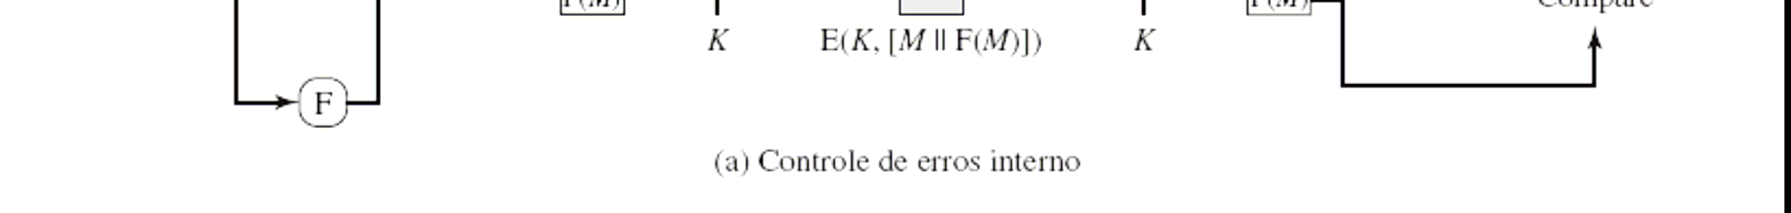 K
E(K, [M || F(M)])
K
F
(a) Controle de erros interno